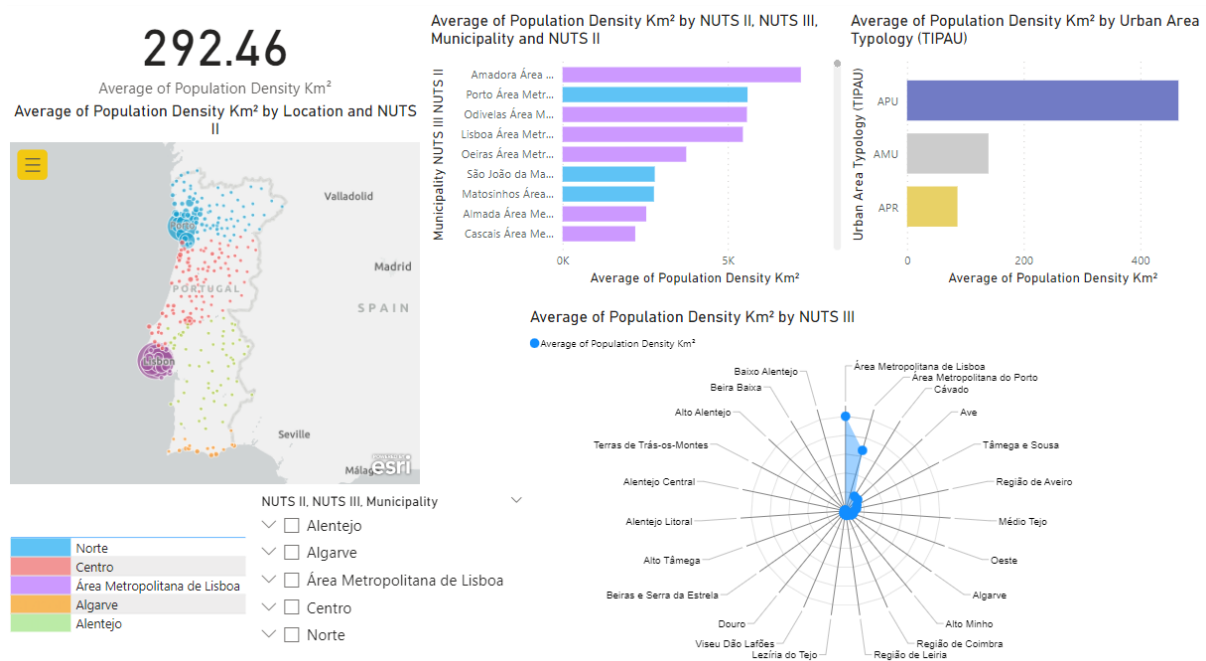 292.46
Average of Population Density Km²
Average of Population Density Km² by Location and NUTS
II
Valladolid
Porto
Madrid
PORTUGAL
SPAIN
Lisbon
Seville
Málag
POWERED BY
esri
Norte
Centro
Área Metropolitana de Lisboa
Algarve
Alentejo
NUTS II, NUTS III, Municipality
Alentejo
Algarve
Área Metropolitana de Lisboa
Centro
Norte
Average of Population Density Km² by NUTS II, NUTS III,
Municipality and NUTS II
Municipality NUTS III NUTS II
Amadora Área ...
Porto Área Metr...
Odivelas Área M...
Lisboa Área Metr...
Oeiras Área Metr...
São João da Ma...
Matosinhos Área...
Almada Área Me...
Cascais Área Me...
0K
5K
Average of Population Density Km²
Average of Population Density Km² by Urban Area
Typology (TIPAU)
Urban Area Typology (TIPAU)
APU
AMU
APR
0
200
400
Average of Population Density Km²
Average of Population Density Km² by NUTS III
Average of Population Density Km²
Área Metropolitana de Lisboa
Área Metropolitana do Porto
Cávado
Ave
Tâmega e Sousa
Região de Aveiro
Médio Tejo
Oeste
Algarve
Alto Minho
Região de Coimbra
Região de Leiria
Lezíria do Tejo
Viseu Dão Lafões
Douro
Beiras e Serra da Estrela
Alto Tâmega
Alentejo Litoral
Alentejo Central
Terras de Trás-os-Montes
Alto Alentejo
Beira Baixa
Baixo Alentejo